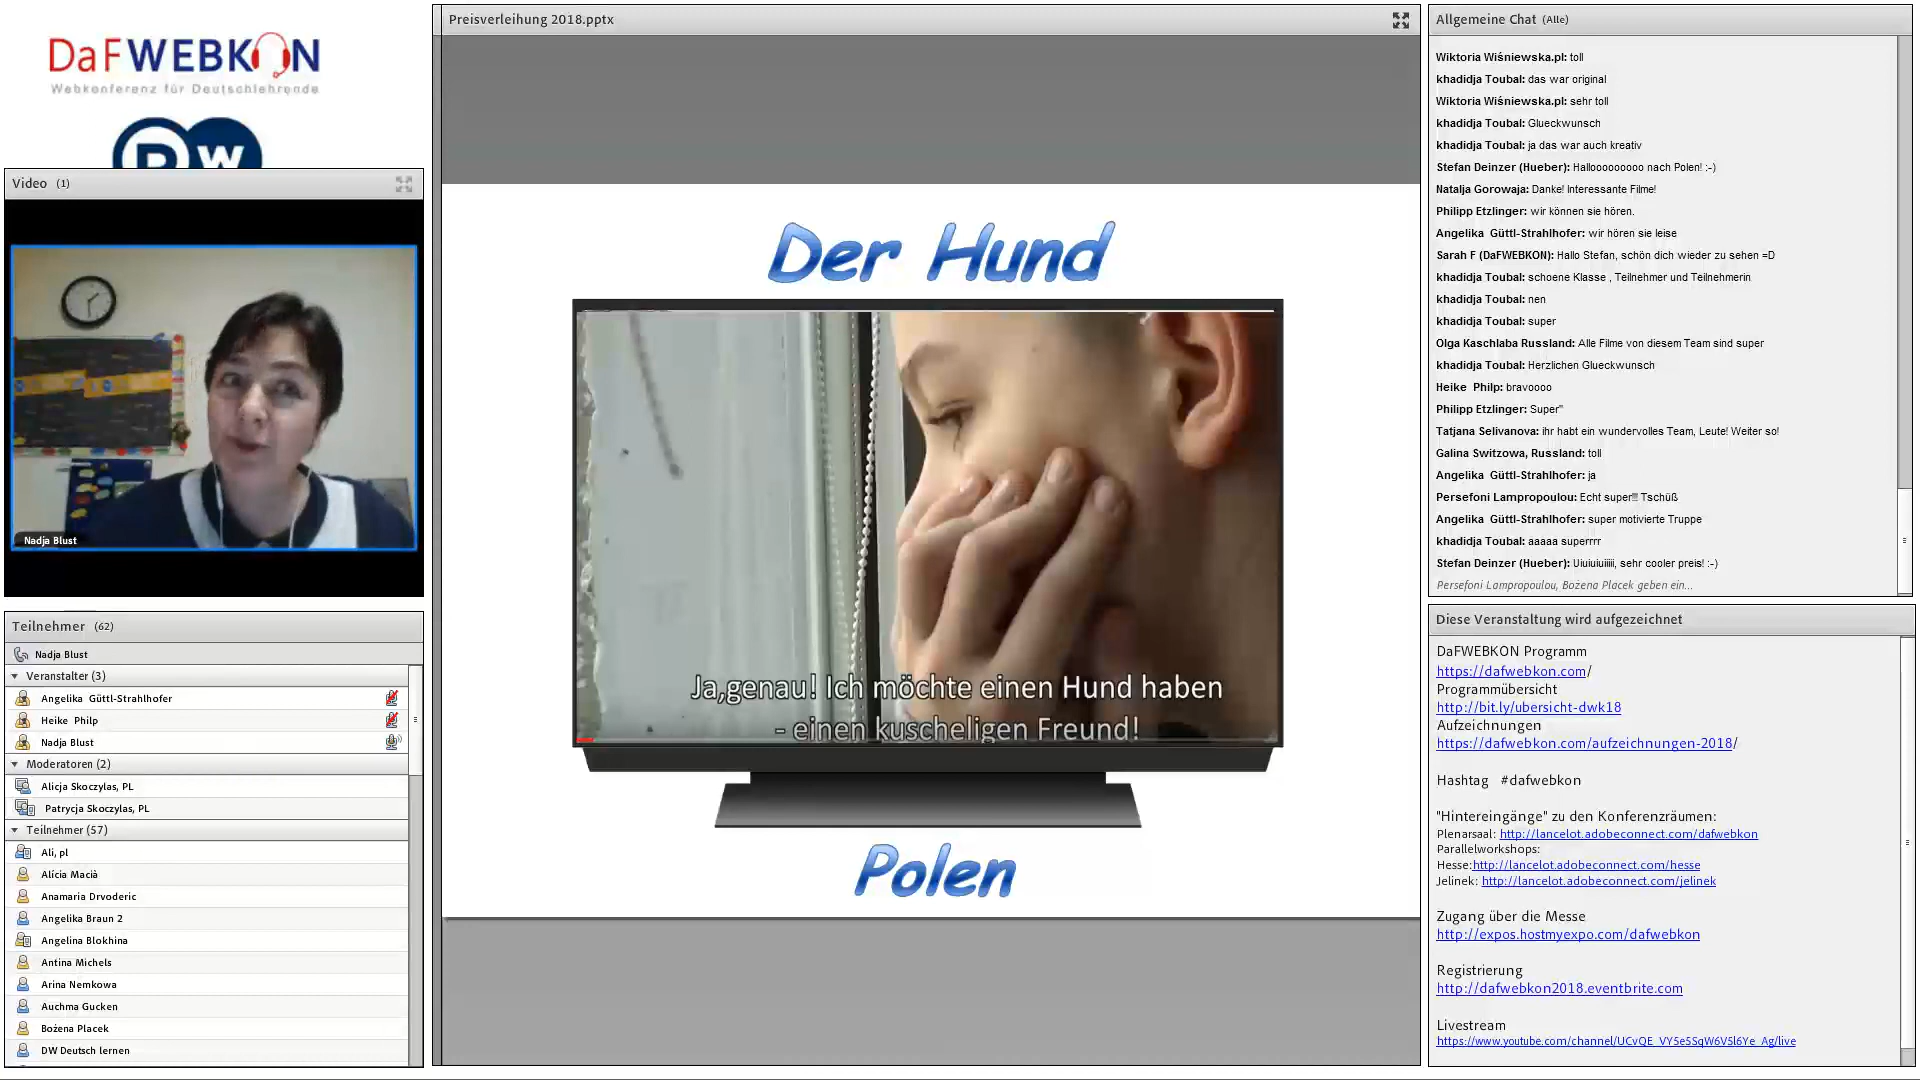 DaFWEBKON
Webkonferenz für Deutschlehrende
DW
Video (1)
Nadja Blust
Teilnehmer (62)
Nadja Blust
Veranstalter (3)
Angelika Güttl-Strahlhofer
Heike Philp
Nadja Blust
Moderatoren (2)
Alicja Skoczylas, PL
Patrycja Skoczylas, PL
Teilnehmer (57)
Ali, pl
Alícia Macià
Anamaria Drvoderic
Angelika Braun 2
Angelina Blokhina
Antina Michels
Arina Nemkowa
Auchma Gucken
Bożena Placek
DW Deutsch lernen
Preisverleihung 2018.pptx
Der Hund
Ja,genau! Ich möchte einen Hund haben
- einen kuscheligen Freund!
Polen
Allgemeine Chat (Alle)
Wiktoria Wiśniewska.pl: toll
khadidja Toubal: das war original
Wiktoria Wiśniewska.pl: sehr toll
khadidja Toubal: Glueckwunsch
khadidja Toubal: ja das war auch kreativ
Stefan Deinzer (Hueber): Hallooooooooo nach Polen! :-)
Natalja Gorowaja: Danke! Interessante Filme!
Philipp Etzlinger: wir können sie hören.
Angelika Güttl-Strahlhofer: wir hören sie leise
Sarah F (DaFWEBKON): Hallo Stefan, schön dich wieder zu sehen =D
khadidja Toubal: schoene Klasse , Teilnehmer und Teilnehmerin
khadidja Toubal: nen
khadidja Toubal: super
Olga Kaschlaba Russland: Alle Filme von diesem Team sind super
khadidja Toubal: Herzlichen Glueckwunsch
Heike Philp: bravoooo
Philipp Etzlinger: Super"
Tatjana Selivanova: ihr habt ein wundervolles Team, Leute! Weiter so!
Galina Switzowa, Russland: toll
Angelika Güttl-Strahlhofer: ja
Persefoni Lampropoulou: Echt super!!! Tschüß
Angelika Güttl-Strahlhofer: super motivierte Truppe
khadidja Toubal: aaaaa superrrr
Stefan Deinzer (Hueber): Uiuiuiuiiiii, sehr cooler preis! :-)
Persefoni Lampropoulou, Bożena Placek geben ein...
Diese Veranstaltung wird aufgezeichnet
DaFWEBKON Programm
https://dafwebkon.com/
Programmübersicht
http://bit.ly/ubersicht-dwk18
Aufzeichnungen
https://dafwebkon.com/aufzeichnungen-2018/
Hashtag #dafwebkon
"Hintereingänge" zu den Konferenzräumen:
Plenarsaal: http://lancelot.adobeconnect.com/dafwebkon
Parallelworkshops:
Hesse:http://lancelot.adobeconnect.com/hesse
Jelinek: http://lancelot.adobeconnect.com/jelinek
Zugang über die Messe
http://expos.hostmyexpo.com/dafwebkon
Registrierung
http://dafwebkon2018.eventbrite.com
Livestream
https://www.youtube.com/channel/UCvQE_VY5e5SqW6V5l6Ye_Ag/live